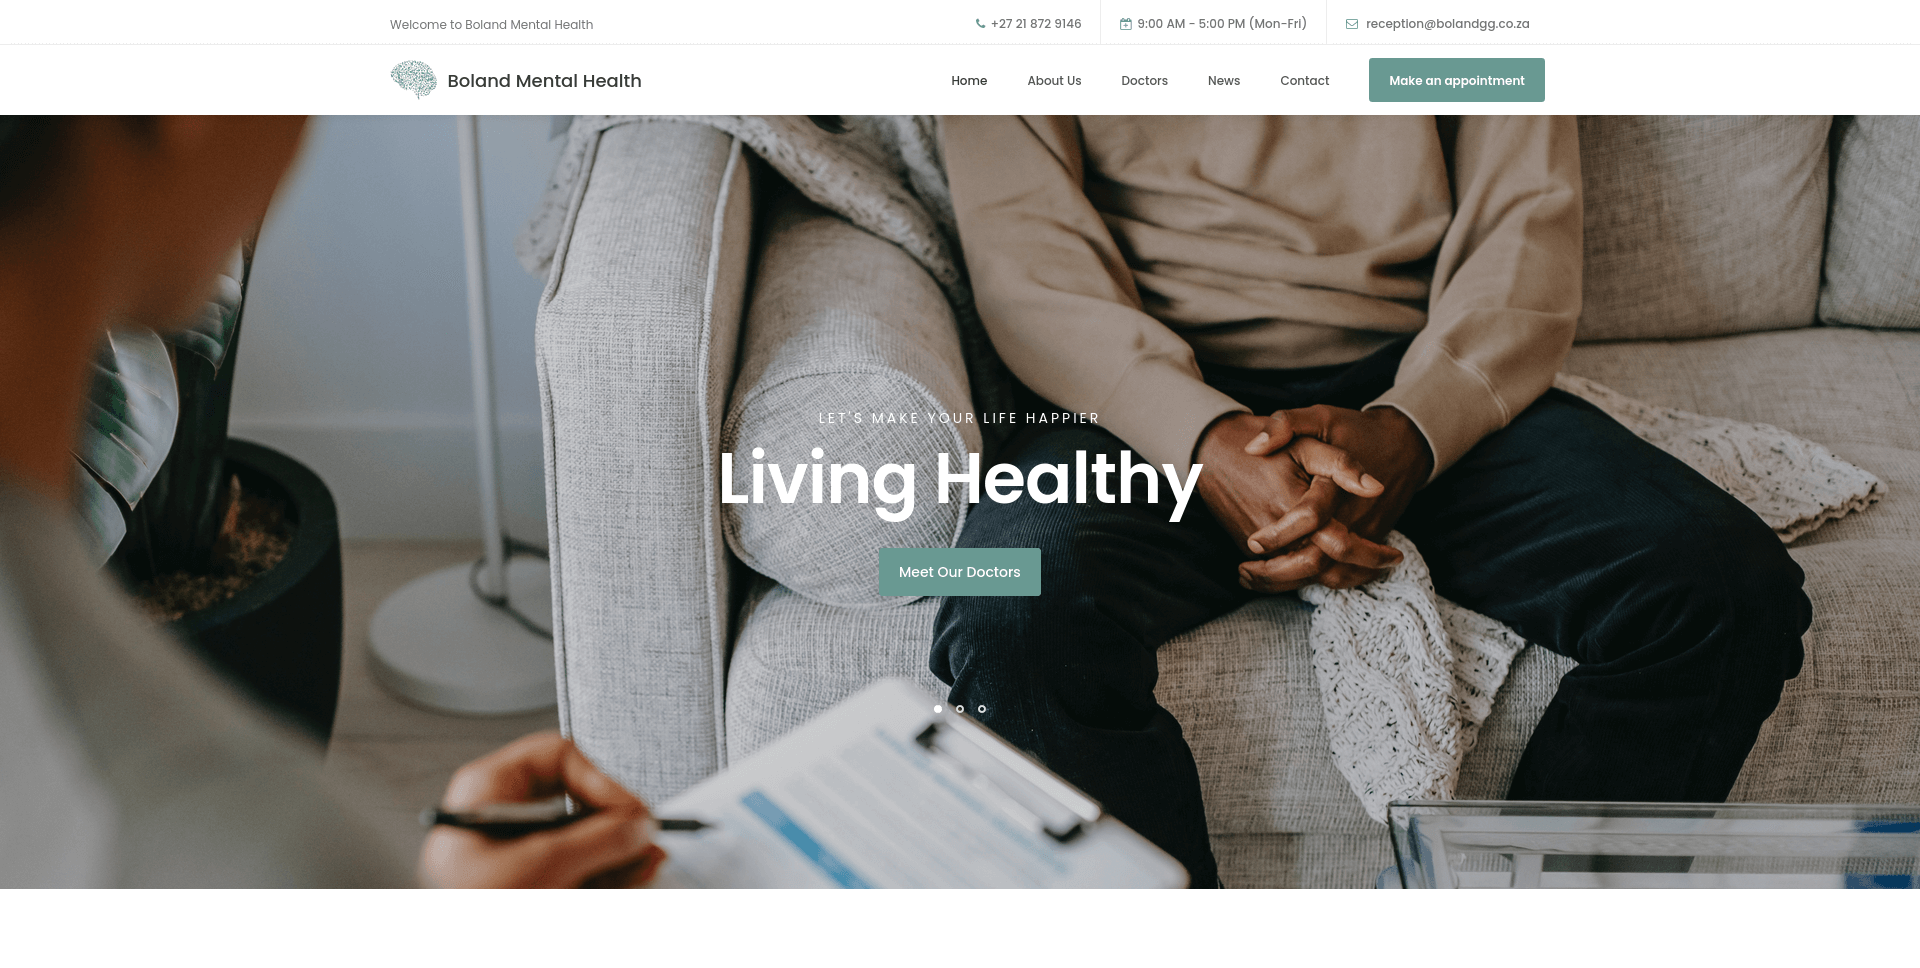 Welcome to Boland Mental Health
+27 21 872 9146
9:00 AM - 5:00 PM (Mon-Fri)
reception@bolandgg.co.za
Boland Mental Health
Home
About Us
Doctors
News
Contact
Make an appointment
LET'S MAKE YOUR LIFE HAPPIER
Living Healthy
Meet Our Doctors